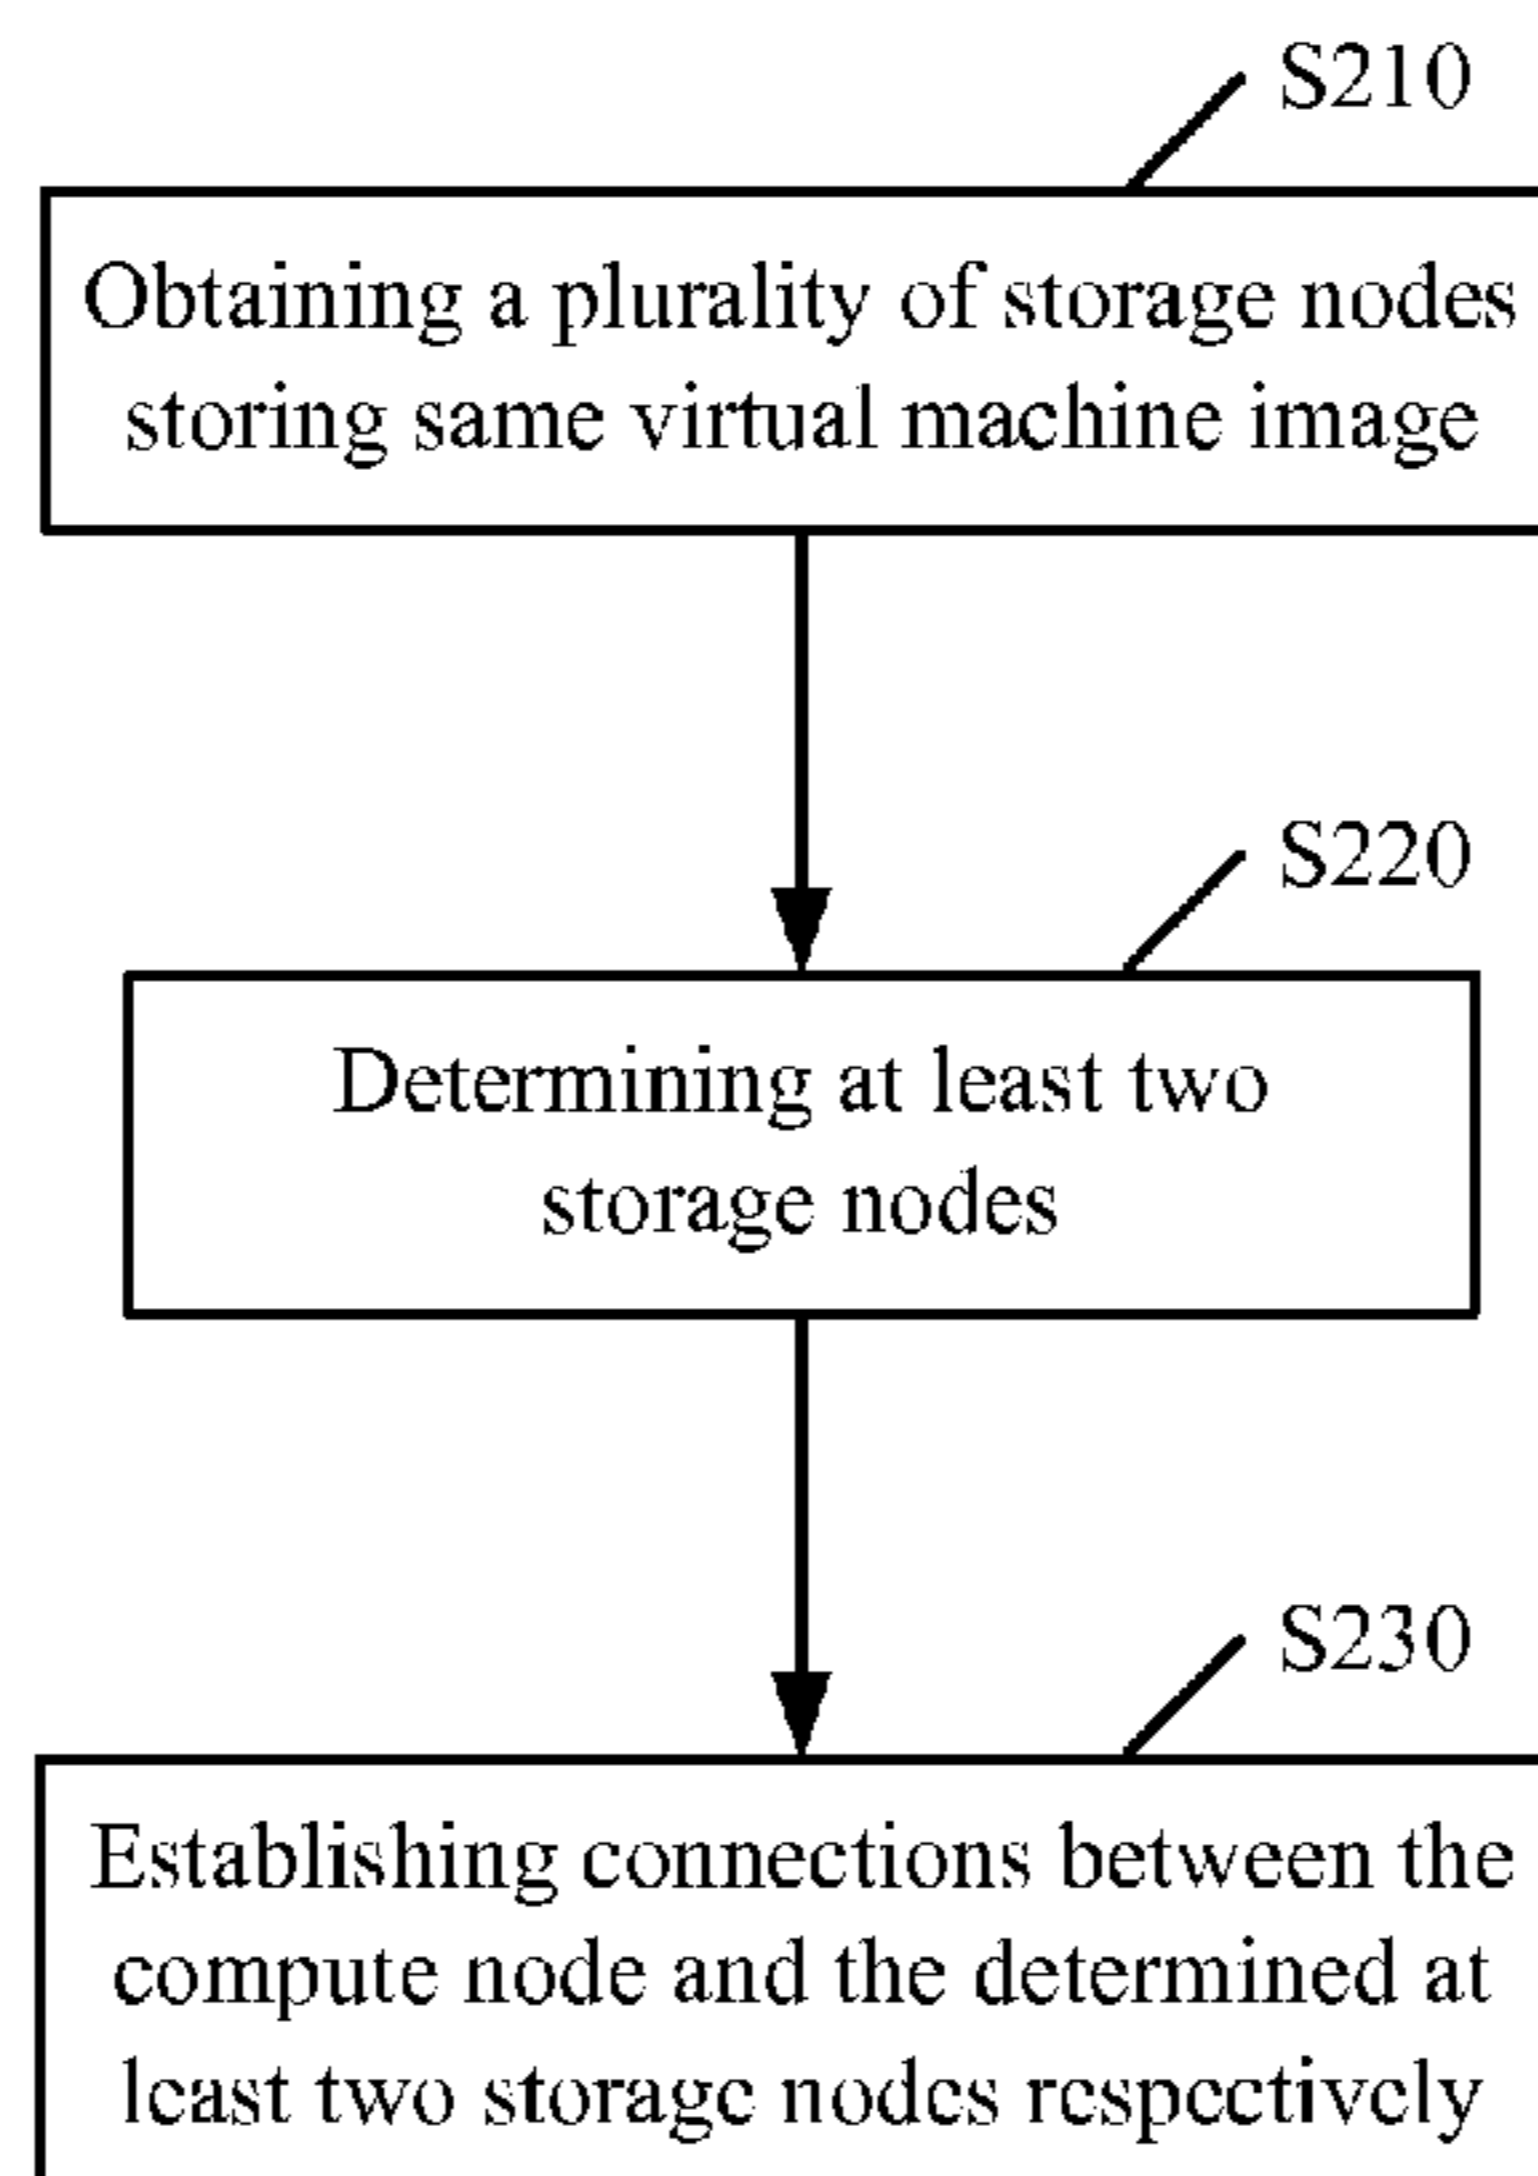 S210
Obtaining a plurality of storage nodes
storing same virtual machine image
S220
Determining at least two
storage nodes
S230
Establishing connections between the
compute node and the determined at
least two storage nodes respectively